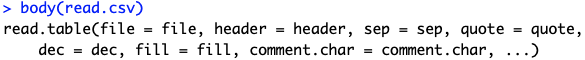 > body(read.csv)
read.table(file = file, header = header, sep = sep, quote = quote,
    dec = dec, fill = fill, comment.char = comment.char, ...)